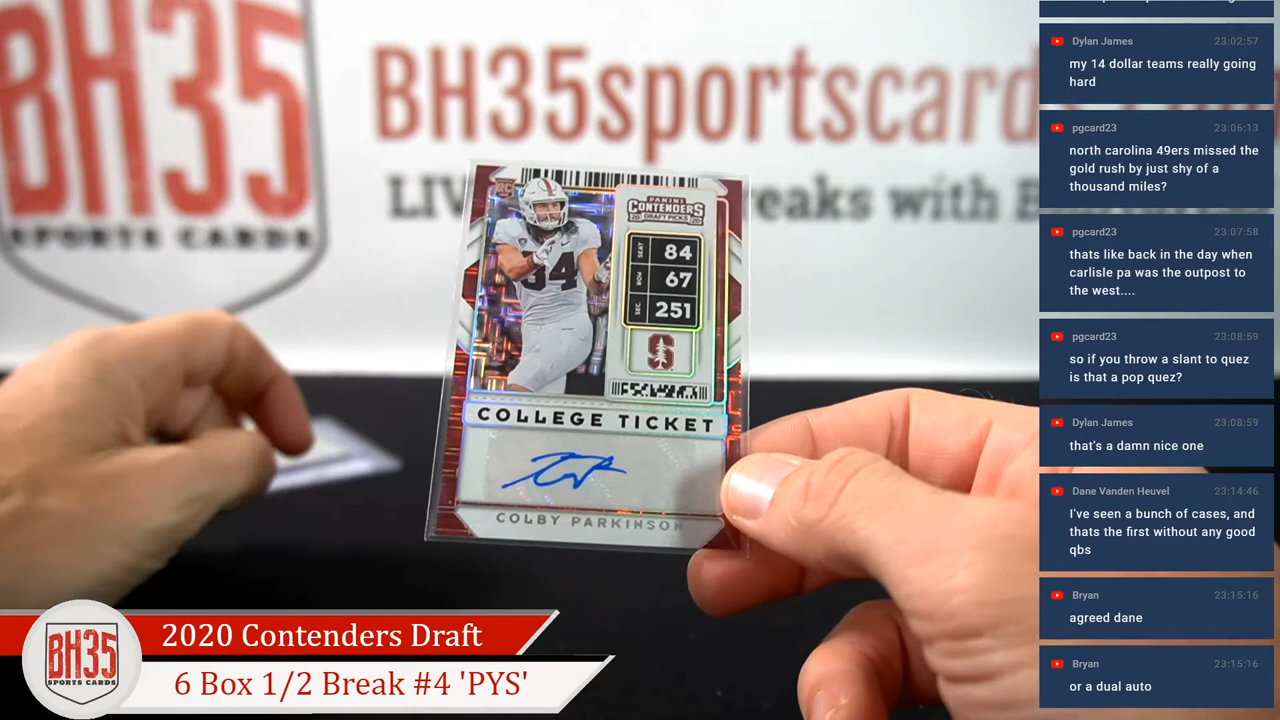 BH35
SPORTS CARDS
BH35sportscards
LIV
reaks with B
RC
PANINI
CONTENDERS
20 DRAFT PICKS 20
SEAT 84
ROW 67
SEC. 251
34
S
COLLEGE TICKET
COLBY PARKINSON
BH35
SPORTS CARDS
2020 Contenders Draft
6 Box 1/2 Break #4 'PYS'
Dylan James 23:02:57
my 14 dollar teams really going
hard
pgcard23 23:06:13
north carolina 49ers missed the
gold rush by just shy of a
thousand miles?
pgcard23 23:07:58
thats like back in the day when
carlisle pa was the outpost to
the west....
pgcard23 23:08:59
so if you throw a slant to quez
is that a pop quez?
Dylan James 23:08:59
that's a damn nice one
Dane Vanden Heuvel 23:14:46
I've seen a bunch of cases, and
thats the first without any good
qbs
Bryan 23:15:16
agreed dane
Bryan 23:15:16
or a dual auto